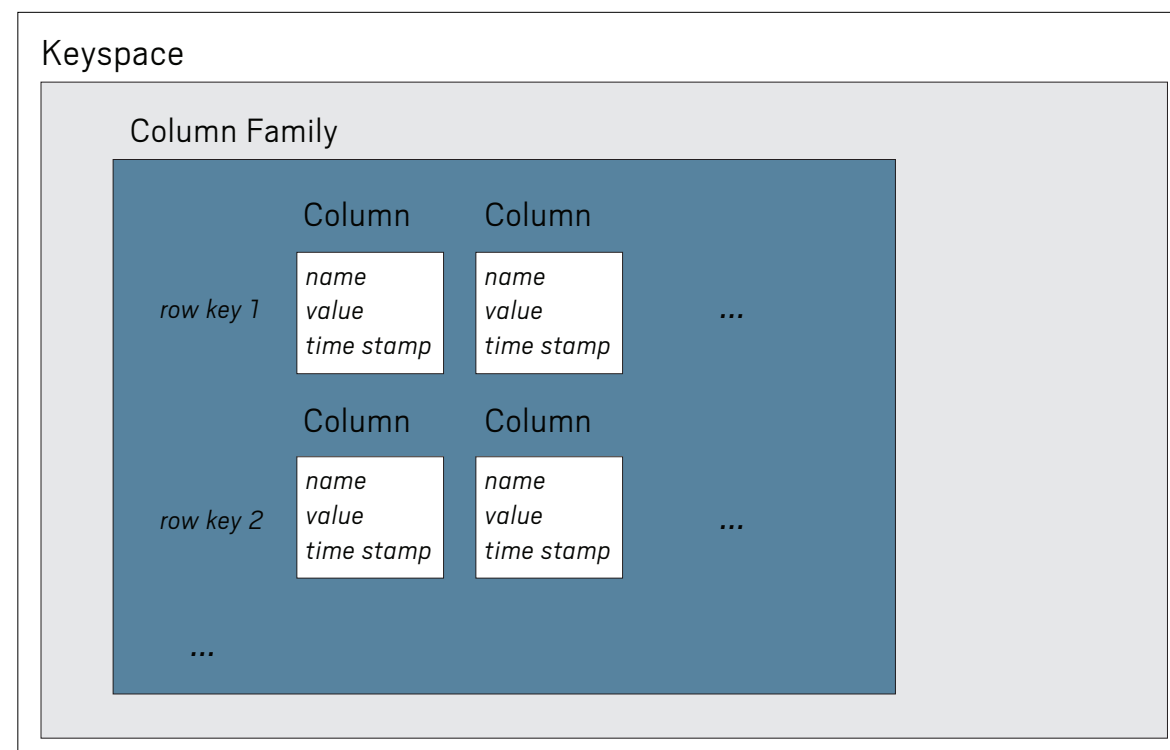 Keyspace
Column Family
Column Column
row key 1
name name
value value ...
time stamp time stamp
Column Column
row key 2
name name
value value ...
time stamp time stamp
...